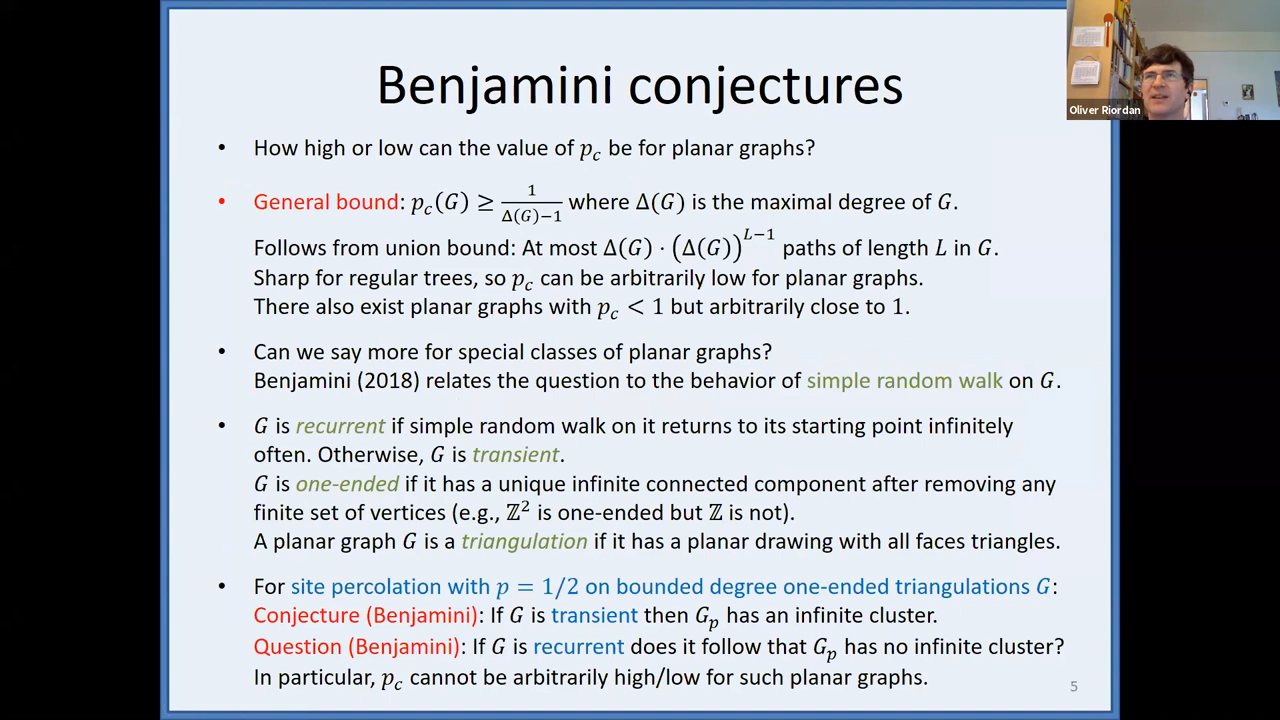 Benjamini conjectures
Oliver Riordan
• How high or low can the value of p_c be for planar graphs?
• General bound: p_c(G) ≥ 1/(Δ(G)−1) where Δ(G) is the maximal degree of G.
Follows from union bound: At most Δ(G) · (Δ(G))^{L−1} paths of length L in G.
Sharp for regular trees, so p_c can be arbitrarily low for planar graphs.
There also exist planar graphs with p_c < 1 but arbitrarily close to 1.
• Can we say more for special classes of planar graphs?
Benjamini (2018) relates the question to the behavior of simple random walk on G.
• G is recurrent if simple random walk on it returns to its starting point infinitely
often. Otherwise, G is transient.
G is one-ended if it has a unique infinite connected component after removing any
finite set of vertices (e.g., ℤ² is one-ended but ℤ is not).
A planar graph G is a triangulation if it has a planar drawing with all faces triangles.
• For site percolation with p = 1/2 on bounded degree one-ended triangulations G:
Conjecture (Benjamini): If G is transient then G_p has an infinite cluster.
Question (Benjamini): If G is recurrent does it follow that G_p has no infinite cluster?
In particular, p_c cannot be arbitrarily high/low for such planar graphs.
5